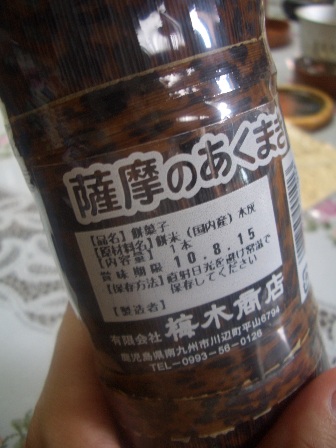 薩摩のあくまき
【品名】餅菓子
【原材料名】餅米(国内産)木灰
【内容量】1本
賞味期限 10.8.15
【保存方法】直射日光を避け常温で
保存してください
【製造者】
有限会社 梅木商店
鹿児島県南九州市川辺町平山6794
TEL-0993-56-0126